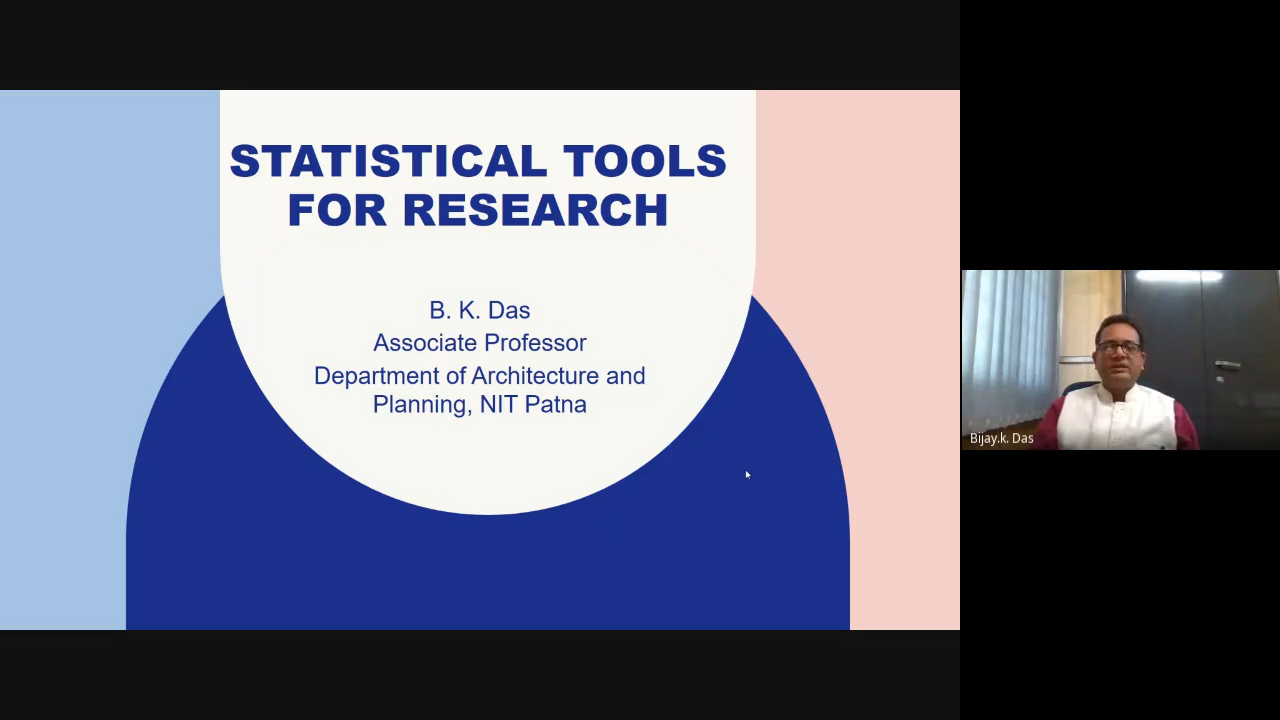 STATISTICAL TOOLS
FOR RESEARCH
B. K. Das
Associate Professor
Department of Architecture and
Planning, NIT Patna
Bijay.k. Das